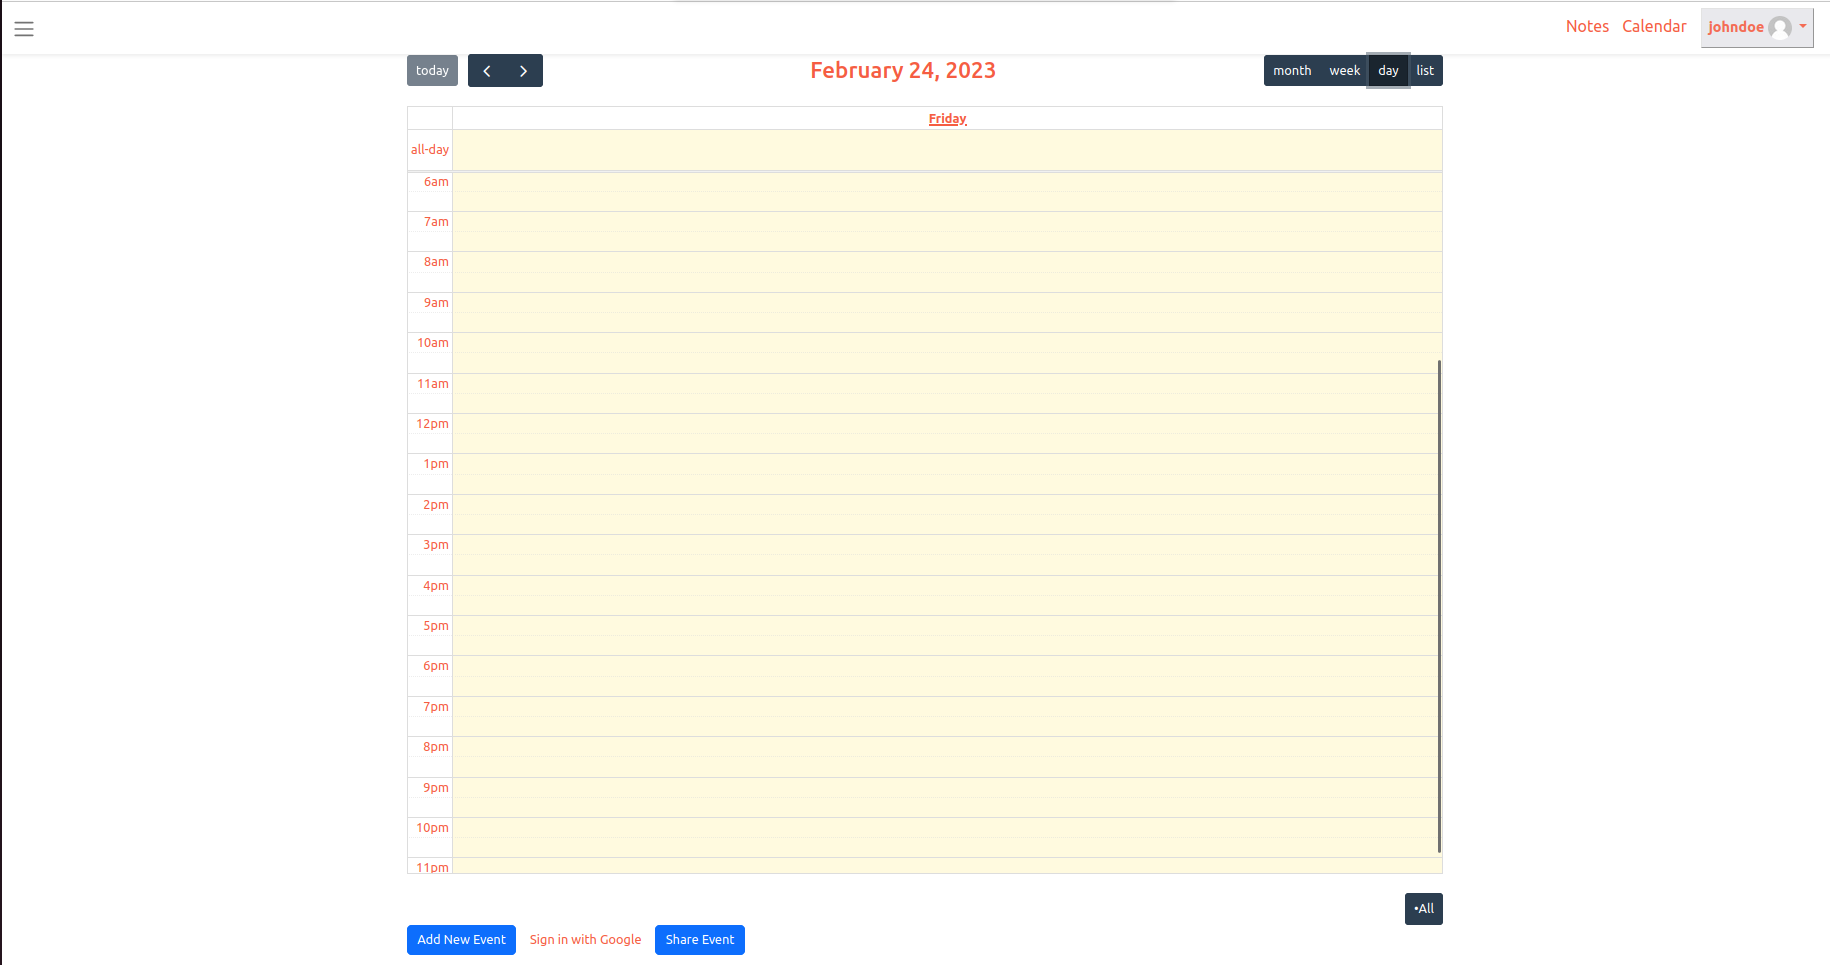 Notes Calendar johndoe
today February 24, 2023 month week day list
Friday
all-day
6am
7am
8am
9am
10am
11am
12pm
1pm
2pm
3pm
4pm
5pm
6pm
7pm
8pm
9pm
10pm
11pm
•All
Add New Event Sign in with Google Share Event